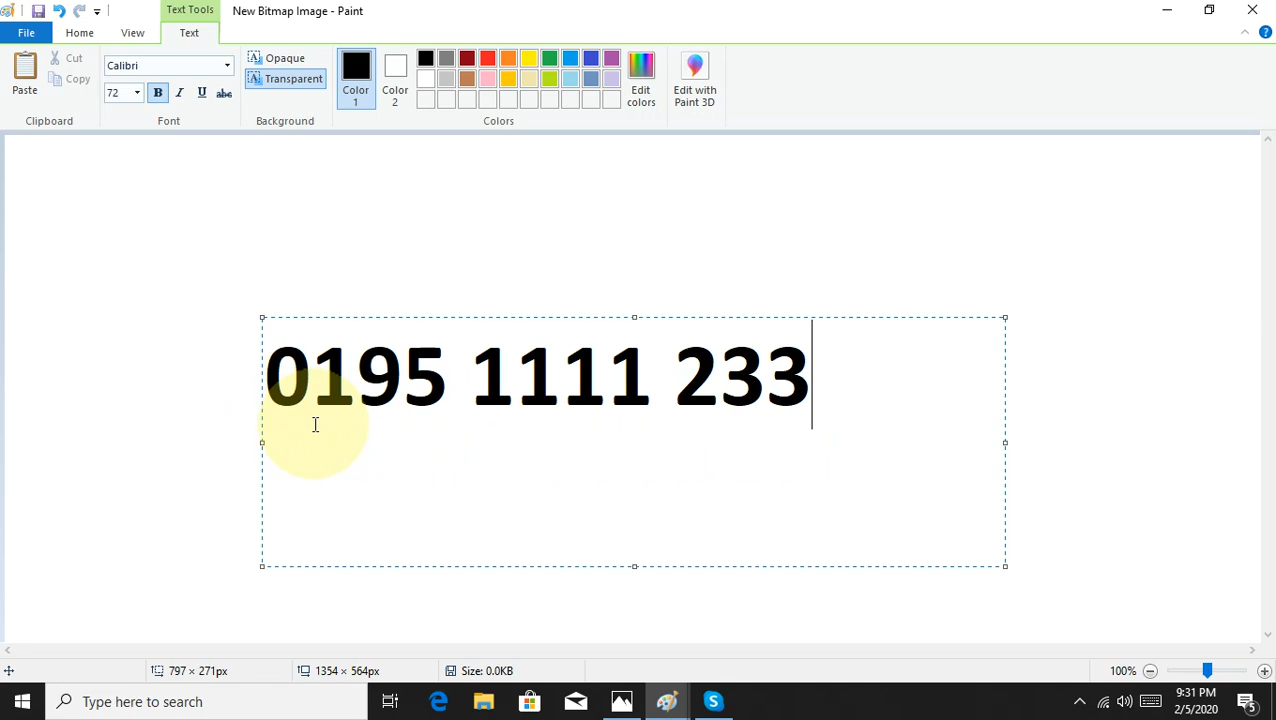 Text Tools
New Bitmap Image - Paint
File
Home
View
Text
Paste
Cut
Copy
Clipboard
Calibri
72
B
I
U
abc
Font
A
Opaque
A
Transparent
Background
Color
1
Color
2
Edit
colors
Colors
Edit with
Paint 3D
0195 1111 233
797 × 271px
1354 × 564px
Size: 0.0KB
100%
Type here to search
9:31 PM
2/5/2020
5